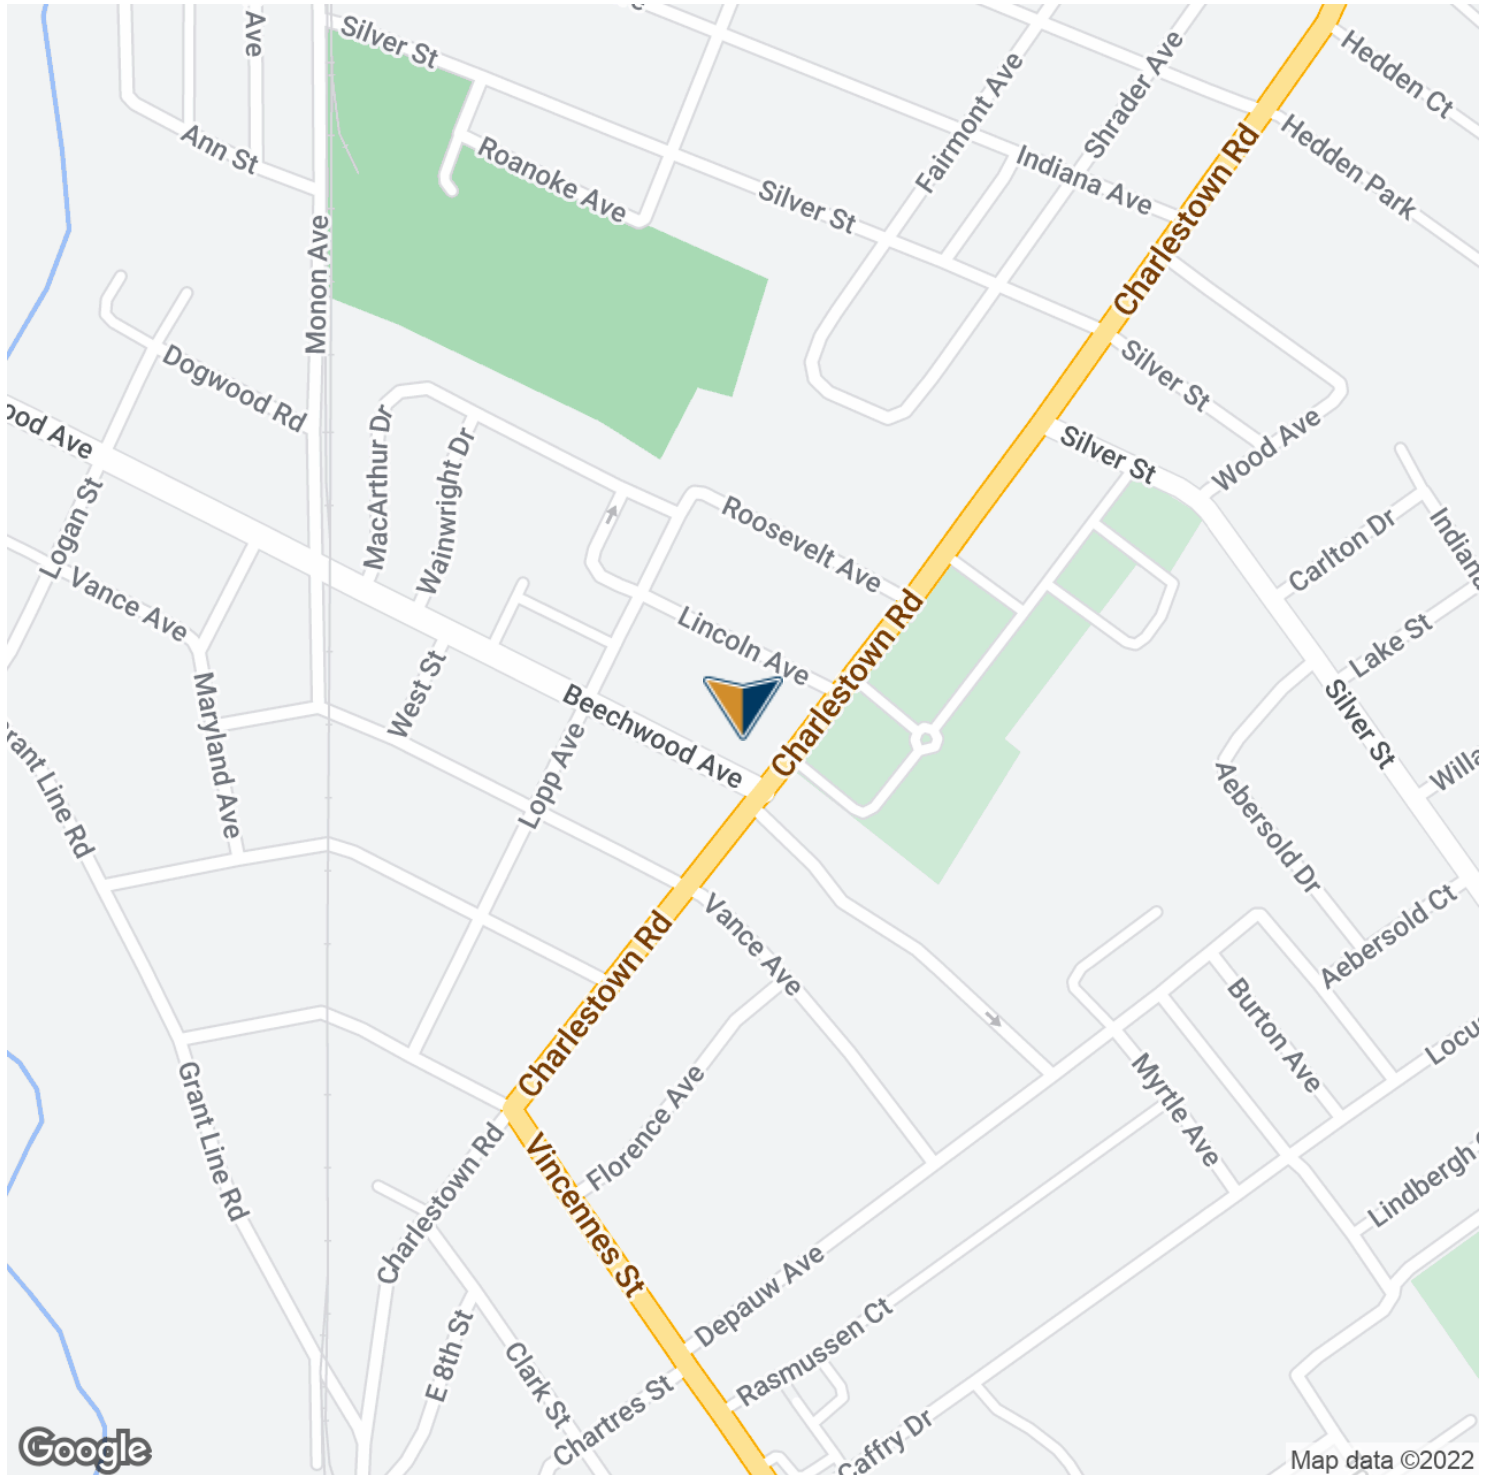 Ave
Silver St
Hedden Ct
Fairmont Ave
Shrader Ave
Ann St
Roanoke Ave
Indiana Ave
Charlestown Rd
Hedden Park
Silver St
Monon Ave
Dogwood Rd
Silver St
ood Ave
MacArthur Dr
Wainwright Dr
Silver St
Wood Ave
Logan St
Roosevelt Ave
Carlton Dr
Indiana
Vance Ave
Lincoln Ave
Charlestown Rd
Lake St
West St
Maryland Ave
Beechwood Ave
Silver St
rant Line Rd
Lopp Ave
Charlestown Rd
Aebersold Dr
Willa
Vance Ave
Aebersold Ct
Charlestown Rd
Burton Ave
Locu
Grant Line Rd
Florence Ave
Myrtle Ave
Charlestown Rd
Vincennes St
Lindbergh
Depauw Ave
E 8th St
Clark St
Rasmussen Ct
Chartres St
Caffry Dr
Google
Map data ©2022